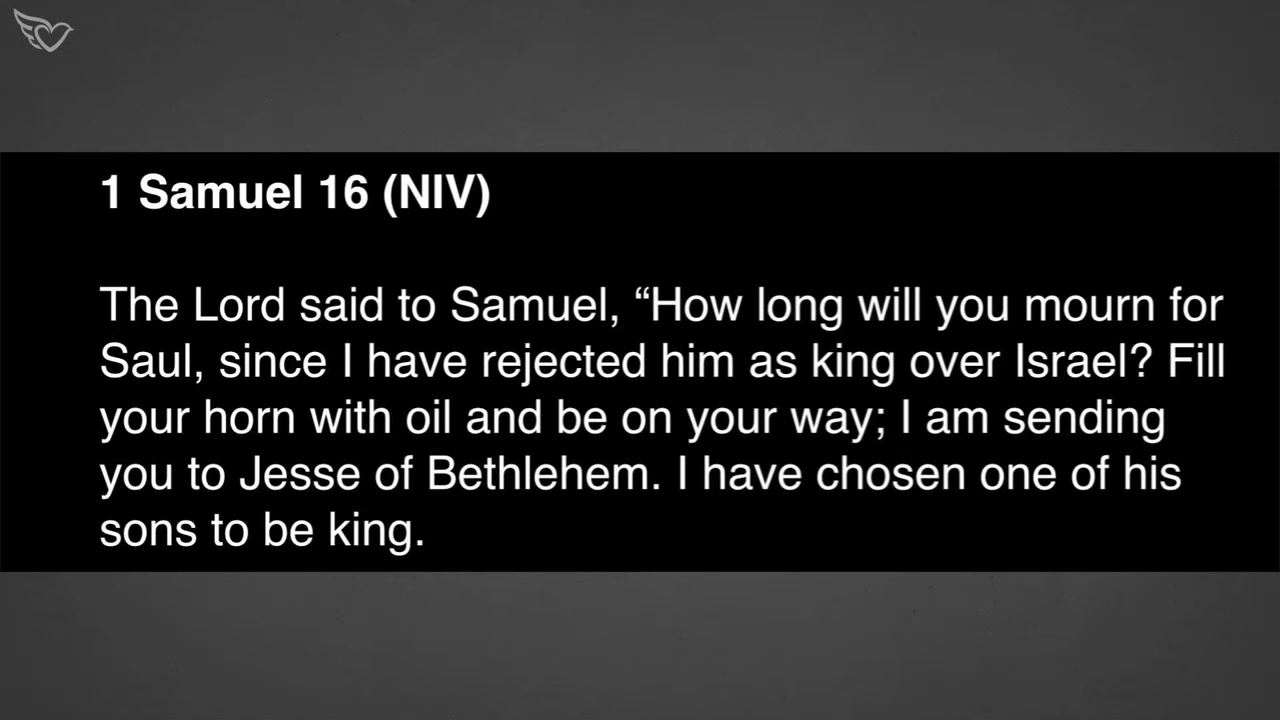 1 Samuel 16 (NIV)
The Lord said to Samuel, “How long will you mourn for
Saul, since I have rejected him as king over Israel? Fill
your horn with oil and be on your way; I am sending
you to Jesse of Bethlehem. I have chosen one of his
sons to be king.